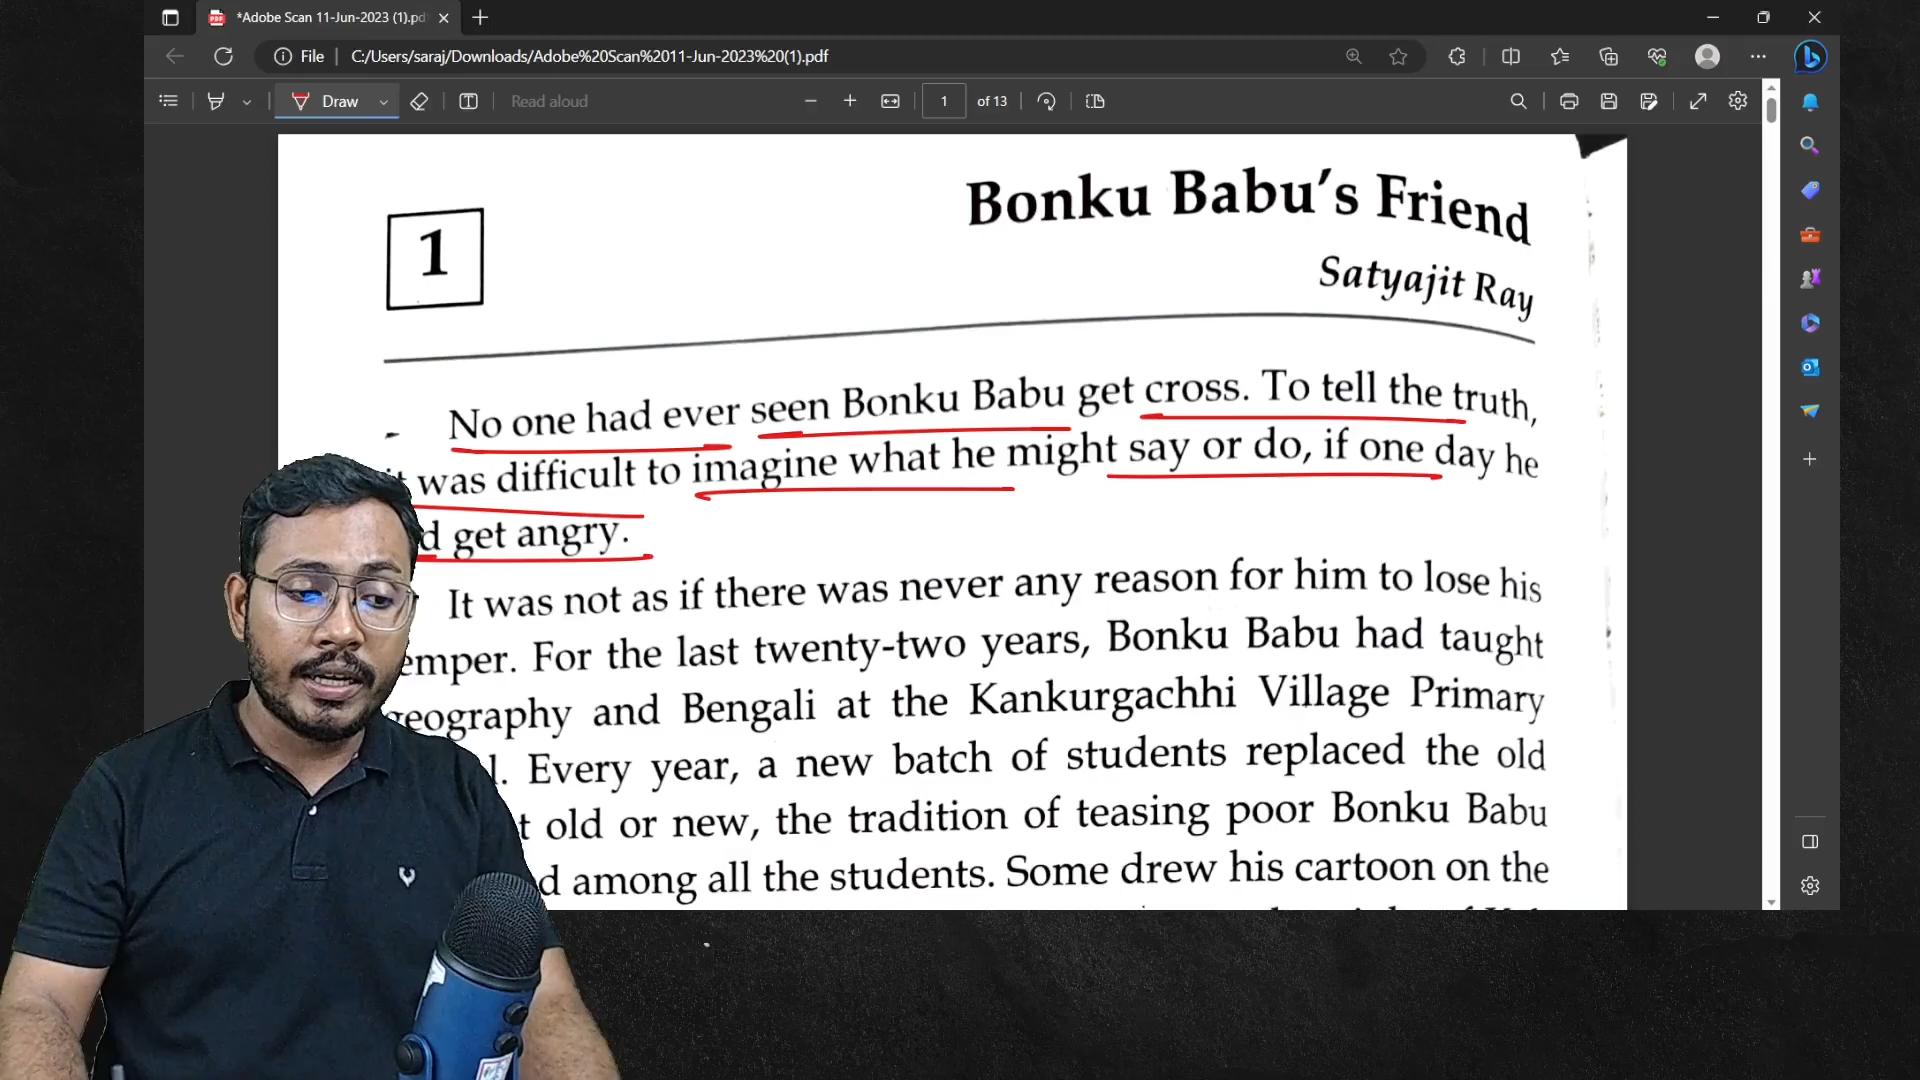 *Adobe Scan 11-Jun-2023 (1).pd
File
C:/Users/saraj/Downloads/Adobe%20Scan%2011-Jun-2023%20(1).pdf
Draw
Read aloud
1
of 13
1
Bonku Babu's Friend
Satyajit Ray
No one had ever seen Bonku Babu get cross. To tell the truth,
was difficult to imagine what he might say or do, if one day he
d get angry.
It was not as if there was never any reason for him to lose his
emper. For the last twenty-two years, Bonku Babu had taught
geography and Bengali at the Kankurgachhi Village Primary
l. Every year, a new batch of students replaced the old
t old or new, the tradition of teasing poor Bonku Babu
d among all the students. Some drew his cartoon on the